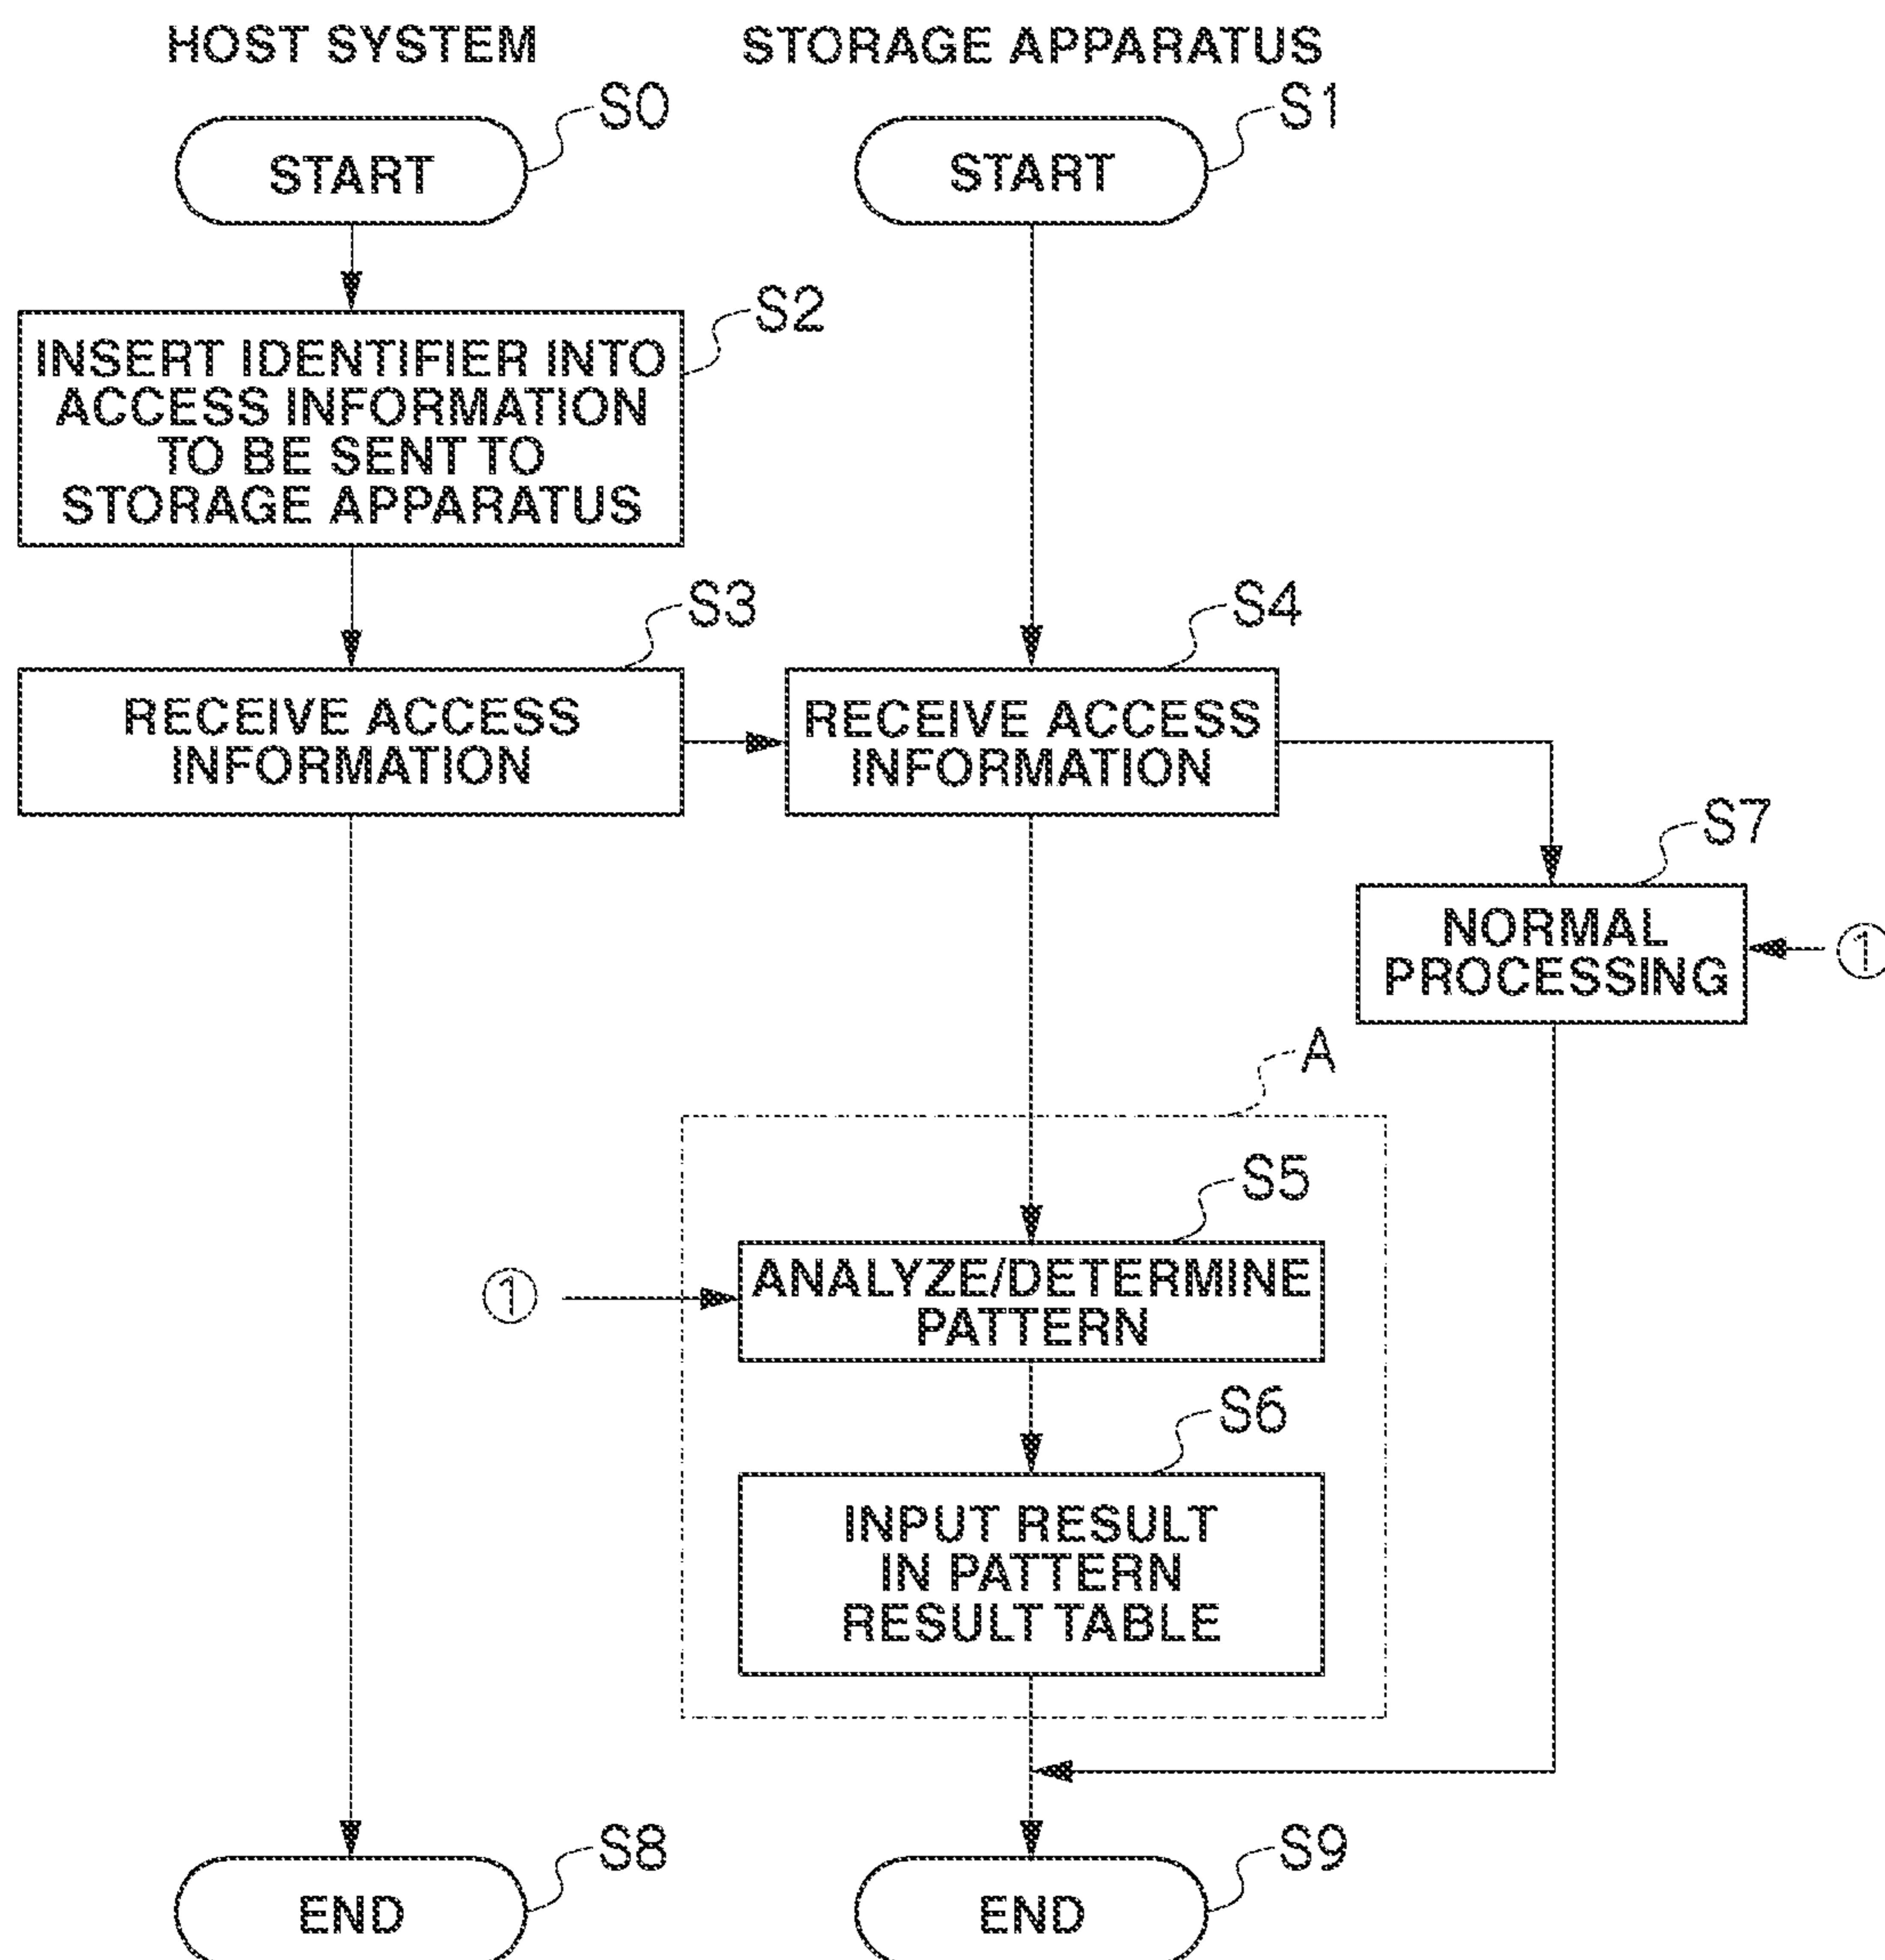 HOST SYSTEM
STORAGE APPARATUS
S0
START
S1
START
S2
INSERT IDENTIFIER INTO
ACCESS INFORMATION
TO BE SENT TO
STORAGE APPARATUS
S3
RECEIVE ACCESS
INFORMATION
S4
RECEIVE ACCESS
INFORMATION
S7
NORMAL
PROCESSING
①
A
S5
①
ANALYZE/DETERMINE
PATTERN
S6
INPUT RESULT
IN PATTERN
RESULT TABLE
S8
END
S9
END